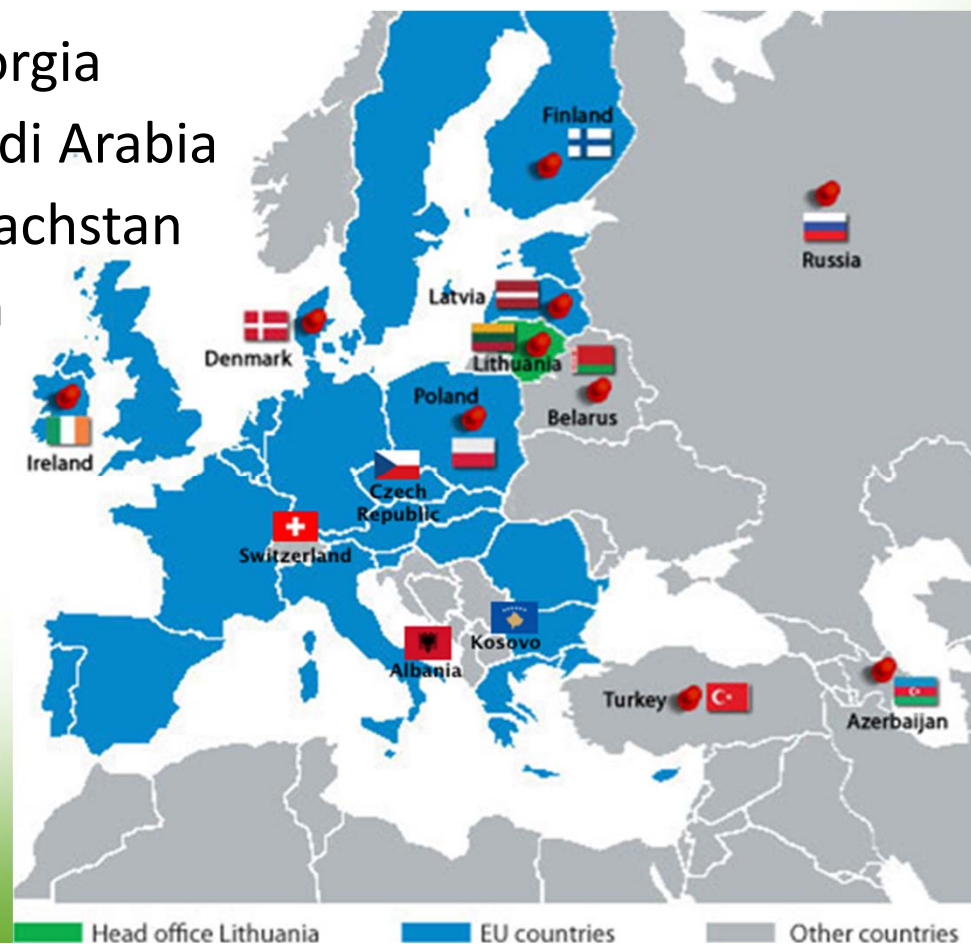 orgia
di Arabia
achstan
Finland
Russia
Latvia
Denmark
Lithuania
Poland
Belarus
Ireland
Czech
Republic
Switzerland
Kosovo
Albania
Turkey
Azerbaijan
Head office Lithuania
EU countries
Other countries